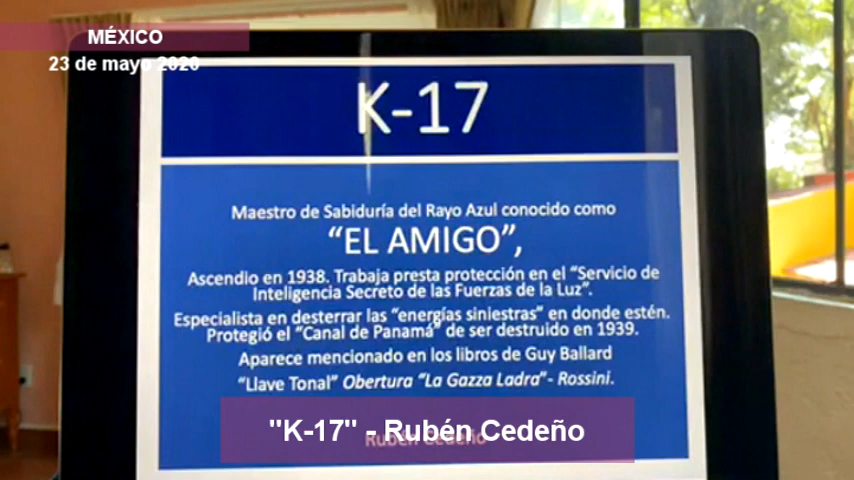 MÉXICO
23 de mayo 2020
K-17
Maestro de Sabiduría del Rayo Azul conocido como
“EL AMIGO”,
Ascendio en 1938. Trabaja presta protección en el “Servicio de
Inteligencia Secreto de las Fuerzas de la Luz”.
Especialista en desterrar las “energías siniestras” en donde estén.
Protegió el “Canal de Panamá” de ser destruido en 1939.
Aparece mencionado en los libros de Guy Ballard
“Llave Tonal” Obertura “La Gazza Ladra”- Rossini.
"K-17" - Rubén Cedeño
Rubén Cedeño